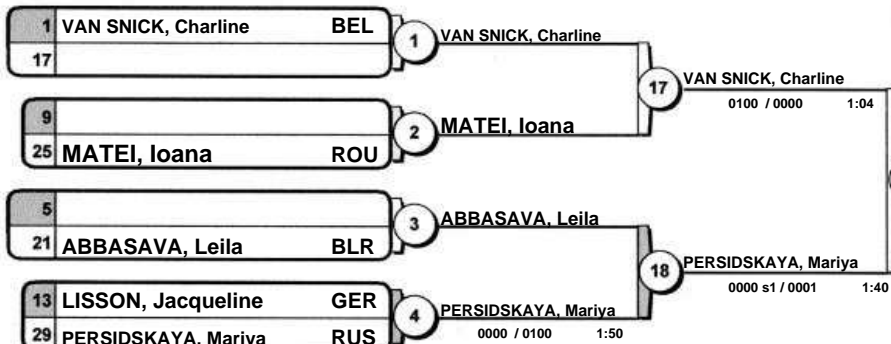 1 VAN SNICK, Charline BEL
17
1 VAN SNICK, Charline
17 VAN SNICK, Charline
0100 / 0000 1:04
9
25 MATEI, Ioana ROU
2 MATEI, Ioana
5
21 ABBASAVA, Leila BLR
3 ABBASAVA, Leila
18 PERSIDSKAYA, Mariya
0000 s1 / 0001 1:40
13 LISSON, Jacqueline GER
29 PERSIDSKAYA, Mariya RUS
4 PERSIDSKAYA, Mariya
0000 / 0100 1:50